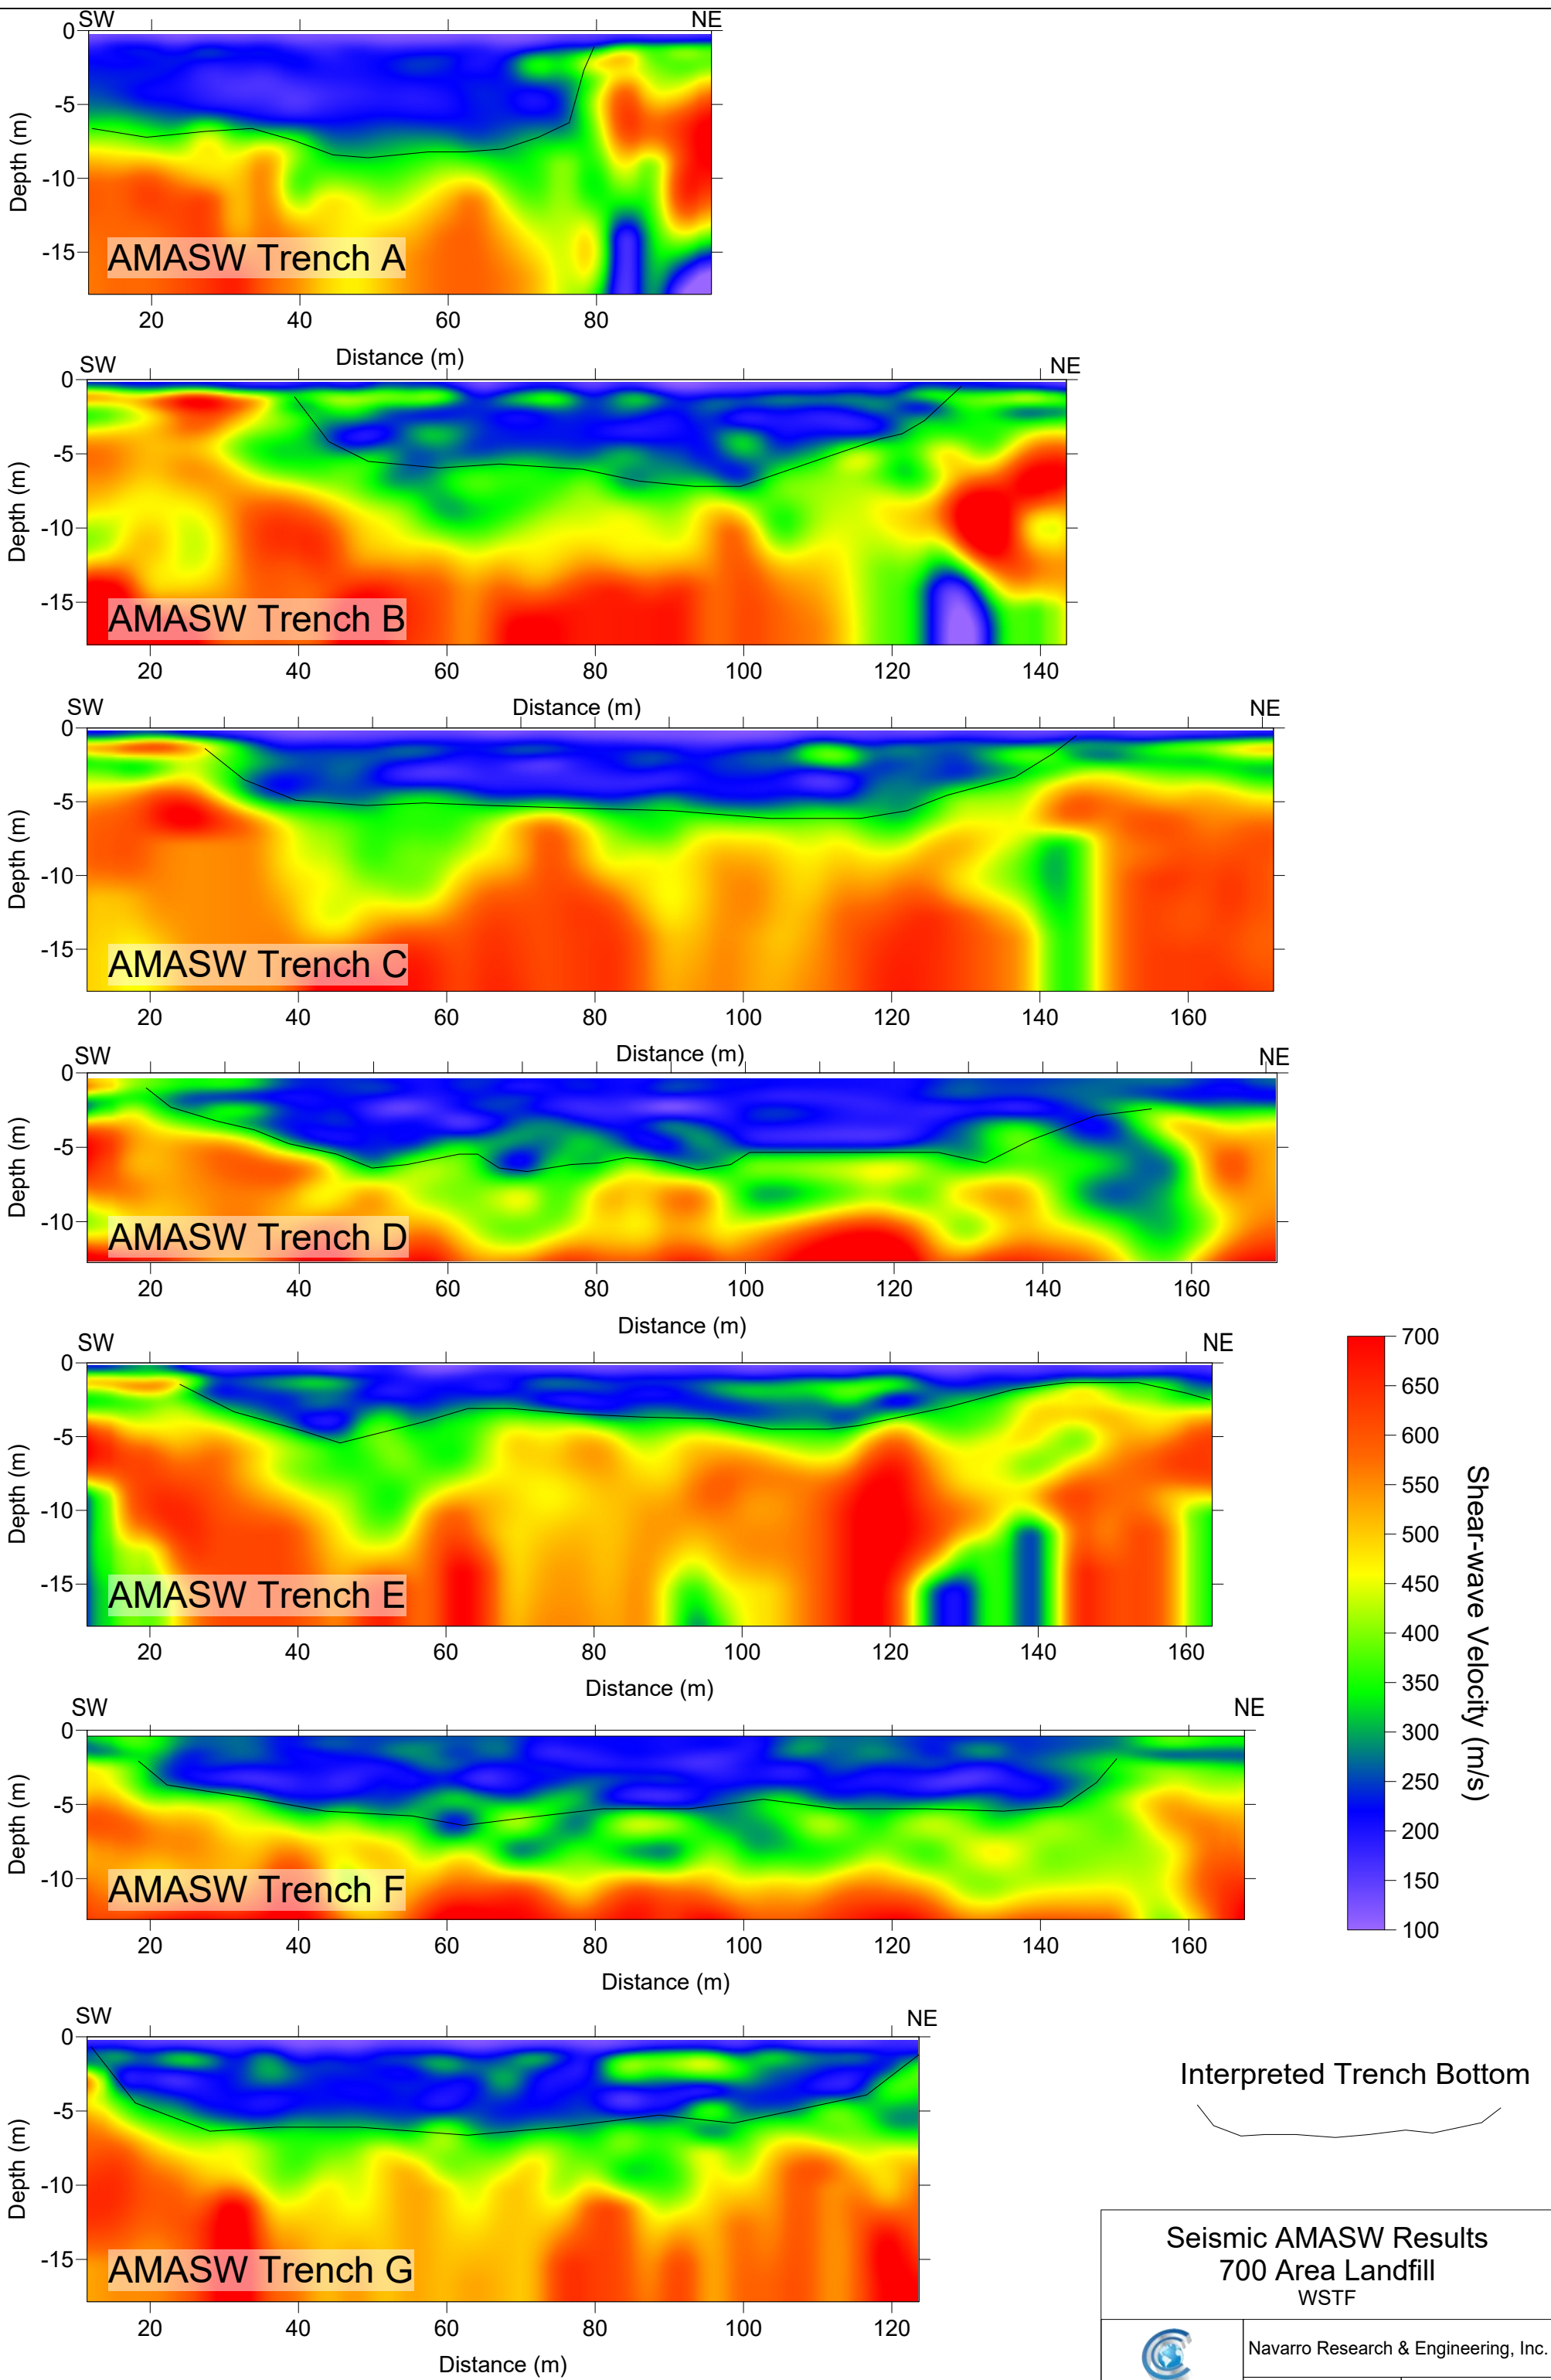 SW NE
0
-5
-10
-15
Depth (m)
AMASW Trench A
20 40 60 80
Distance (m)
SW NE
0
-5
-10
-15
Depth (m)
AMASW Trench B
20 40 60 80 100 120 140
Distance (m)
SW NE
0
-5
-10
-15
Depth (m)
AMASW Trench C
20 40 60 80 100 120 140 160
Distance (m)
SW NE
0
-5
-10
Depth (m)
AMASW Trench D
20 40 60 80 100 120 140 160
Distance (m)
SW NE
0
-5
-10
-15
Depth (m)
AMASW Trench E
20 40 60 80 100 120 140 160
Distance (m)
700
650
600
550
500
450
400
350
300
250
200
150
100
Shear-wave Velocity (m/s)
SW NE
0
-5
-10
Depth (m)
AMASW Trench F
20 40 60 80 100 120 140 160
Distance (m)
SW NE
0
-5
-10
-15
Depth (m)
AMASW Trench G
20 40 60 80 100 120
Distance (m)
Interpreted Trench Bottom
Seismic AMASW Results
700 Area Landfill
WSTF
Navarro Research & Engineering, Inc.